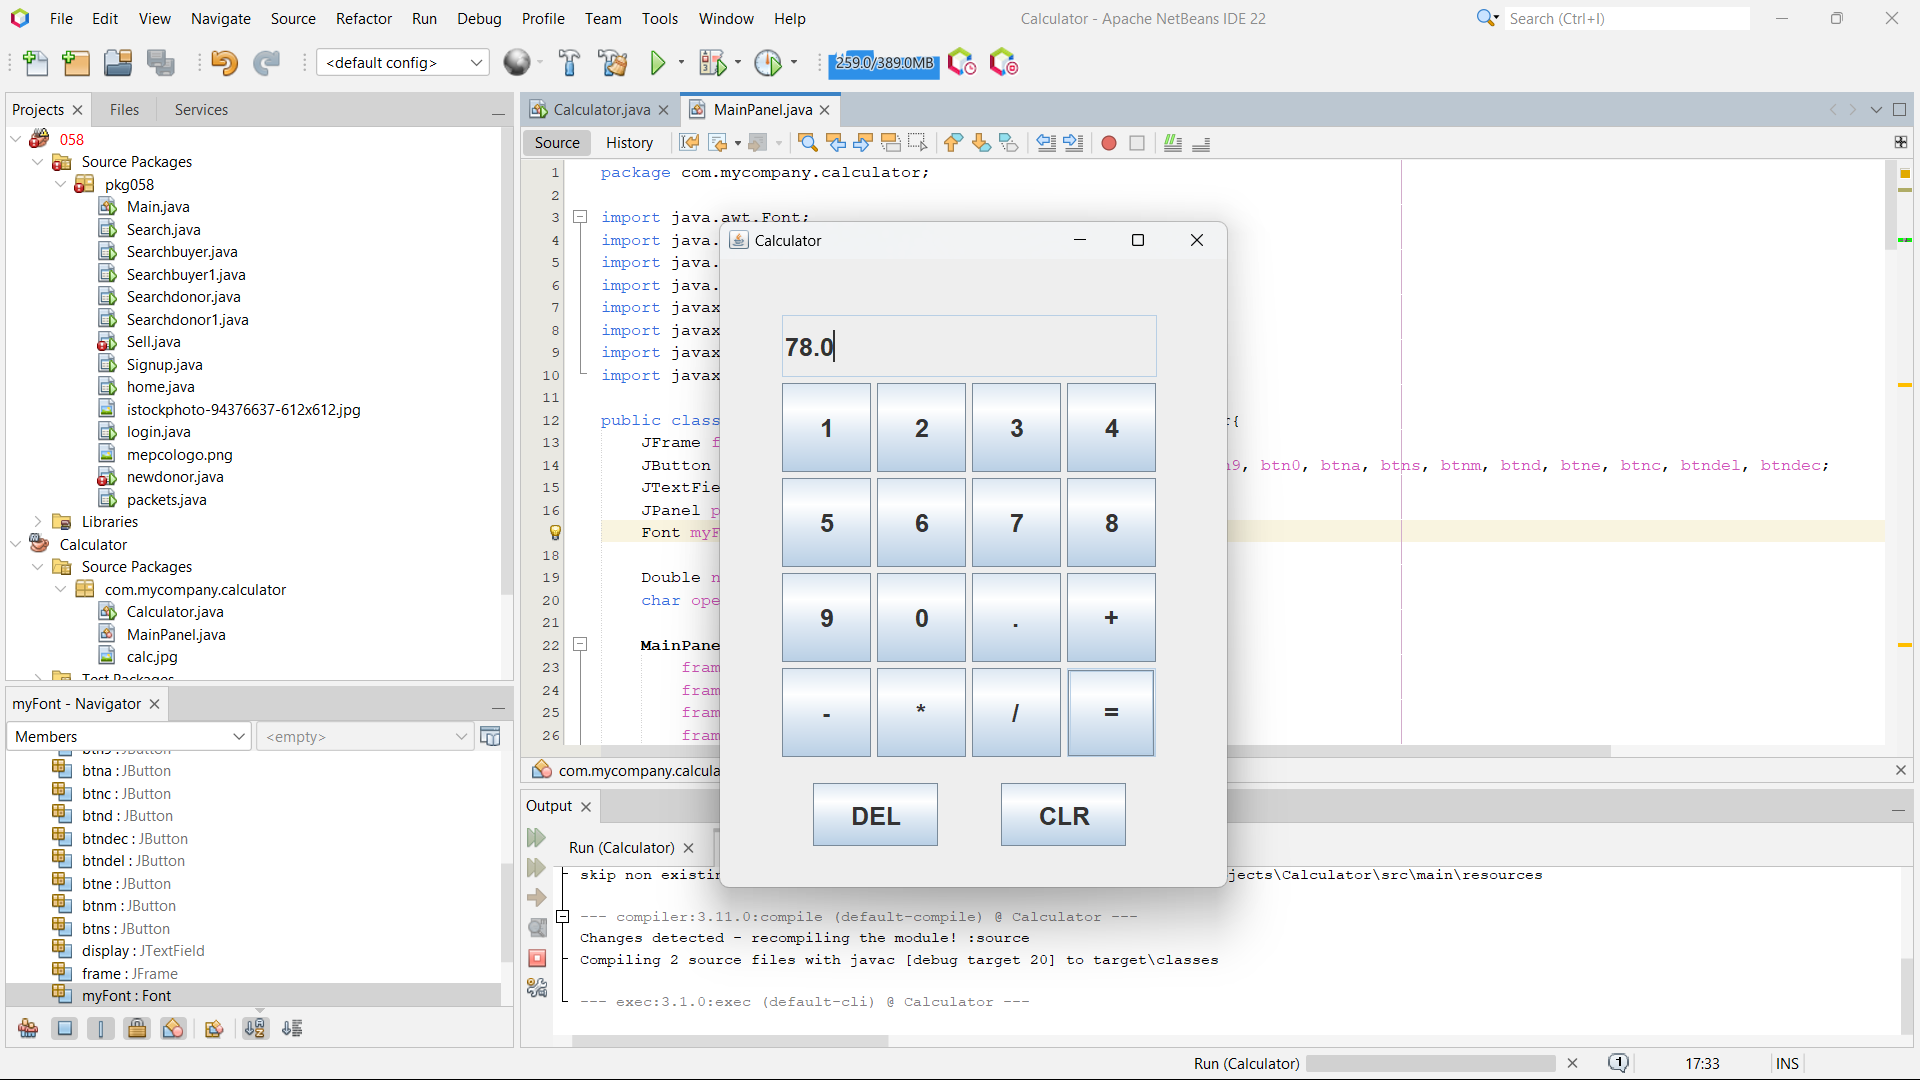 File Edit View Navigate Source Refactor Run Debug Profile Team Tools Window Help
Calculator - Apache NetBeans IDE 22
Search (Ctrl+I)
<default config>
259.0/389.0MB
Projects
Files
Services
058
Source Packages
pkg058
Main.java
Search.java
Searchbuyer.java
Searchbuyer1.java
Searchdonor.java
Searchdonor1.java
Sell.java
Signup.java
home.java
istockphoto-94376637-612x612.jpg
login.java
mepcologo.png
newdonor.java
packets.java
Libraries
Calculator
Source Packages
com.mycompany.calculator
Calculator.java
MainPanel.java
calc.jpg
Test Packages
myFont - Navigator
Members
<empty>
btn9 : JButton
btna : JButton
btnc : JButton
btnd : JButton
btndec : JButton
btndel : JButton
btne : JButton
btnm : JButton
btns : JButton
display : JTextField
frame : JFrame
myFont : Font
Calculator.java
MainPanel.java
Source
History
1 package com.mycompany.calculator;
2
3 import java.awt.Font;
4 import java.
5 import java.
6 import java.
7 import javax
8 import javax
9 import javax
10 import javax
11
12 public class r{
13 JFrame f
14 JButton n9, btn0, btna, btns, btnm, btnd, btne, btnc, btndel, btndec;
15 JTextFie
16 JPanel p
Font myF
18
19 Double n
20 char ope
21
22 MainPane
23 fram
24 fram
25 fram
26 fram
com.mycompany.calcula
Calculator
78.0
1 2 3 4
5 6 7 8
9 0 . +
- * / =
DEL CLR
Output
Run (Calculator)
skip non existin jects\Calculator\src\main\resources
--- compiler:3.11.0:compile (default-compile) @ Calculator ---
Changes detected - recompiling the module! :source
Compiling 2 source files with javac [debug target 20] to target\classes
--- exec:3.1.0:exec (default-cli) @ Calculator ---
Run (Calculator)
1
17:33
INS